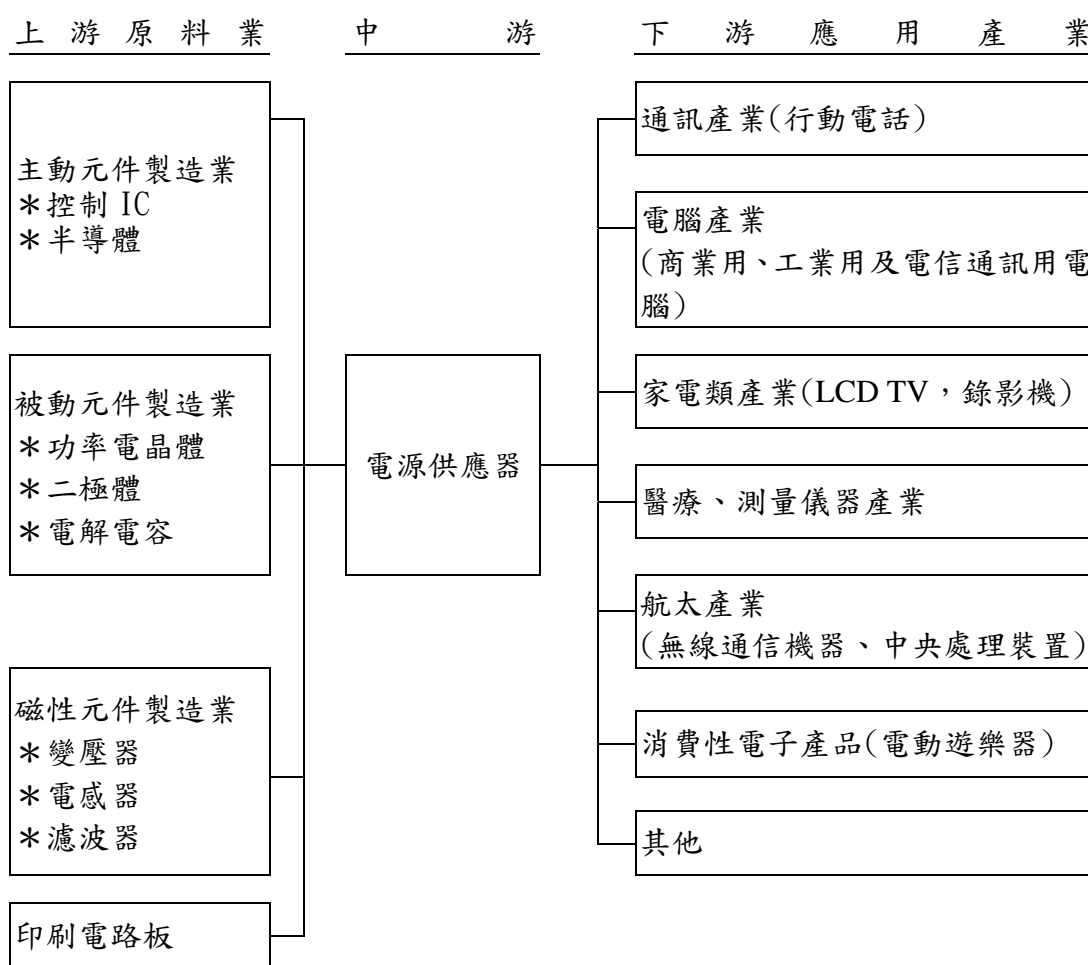 上游原料業
中游
下游應用產業
主動元件製造業
＊控制 IC
＊半導體
被動元件製造業
＊功率電晶體
＊二極體
＊電解電容
磁性元件製造業
＊變壓器
＊電感器
＊濾波器
印刷電路板
電源供應器
通訊產業(行動電話)
電腦產業
(商業用、工業用及電信通訊用電
腦)
家電類產業(LCD TV，錄影機)
醫療、測量儀器產業
航太產業
(無線通信機器、中央處理裝置)
消費性電子產品(電動遊樂器)
其他